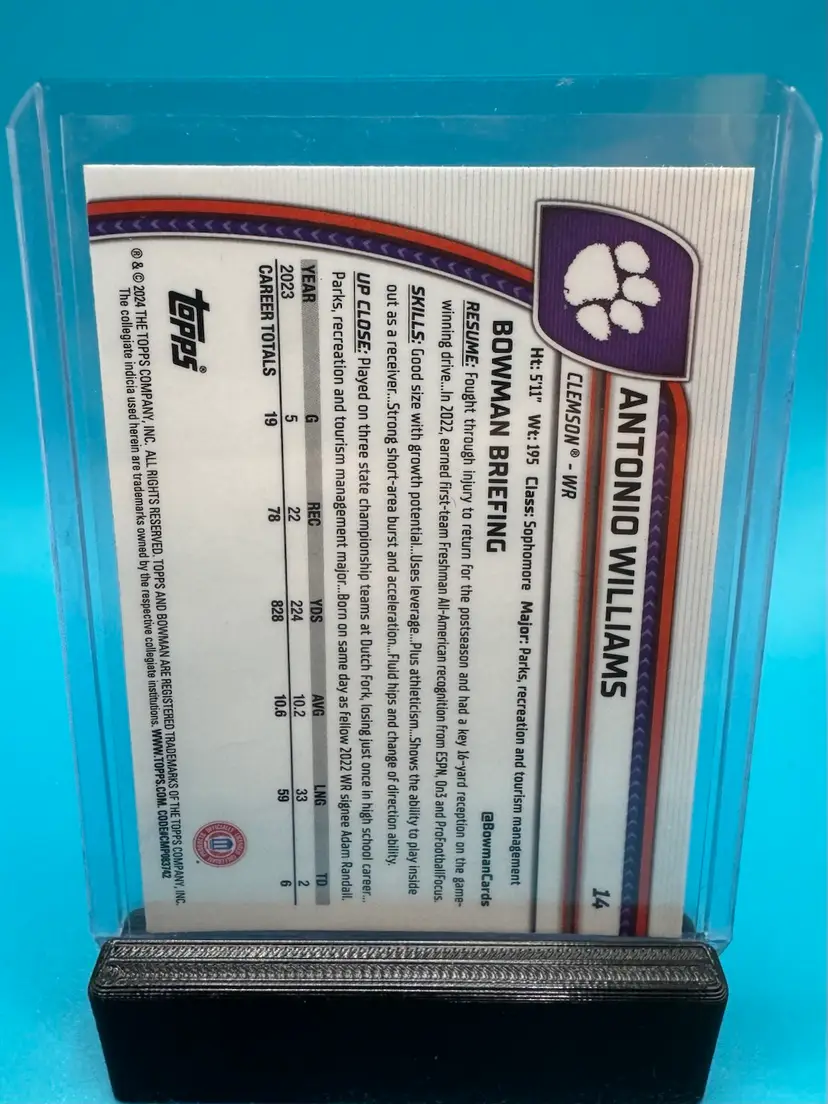 14
ANTONIO WILLIAMS
CLEMSON® - WR
Ht: 5'11" Wt: 195 Class: Sophomore Major: Parks, recreation and tourism management
BOWMAN BRIEFING
@BowmanCards
RESUME: Fought through injury to return for the postseason and had a key 16-yard reception on the game-
winning drive...In 2022, earned first-team Freshman All-American recognition from ESPN, On3 and ProFootballFocus.
SKILLS: Good size with growth potential...Uses leverage...Plus athleticism...Shows the ability to play inside
out as a receiver...Strong short-area burst and acceleration...Fluid hips and change of direction ability.
UP CLOSE: Played on three state championship teams at Dutch Fork, losing just once in high school career...
Parks, recreation and tourism management major...Born on same day as fellow 2022 WR signee Adam Randall.
YEAR G REC YDS AVG LNG TD
2023 5 22 224 10.2 33 2
CAREER TOTALS 19 78 828 10.6 59 6
topps®
® & © 2024 THE TOPPS COMPANY, INC. ALL RIGHTS RESERVED. TOPPS AND BOWMAN ARE REGISTERED TRADEMARKS OF THE TOPPS COMPANY, INC.
The collegiate indicia used herein are trademarks owned by the respective collegiate institutions. WWW.TOPPS.COM. CODE#CMP083742